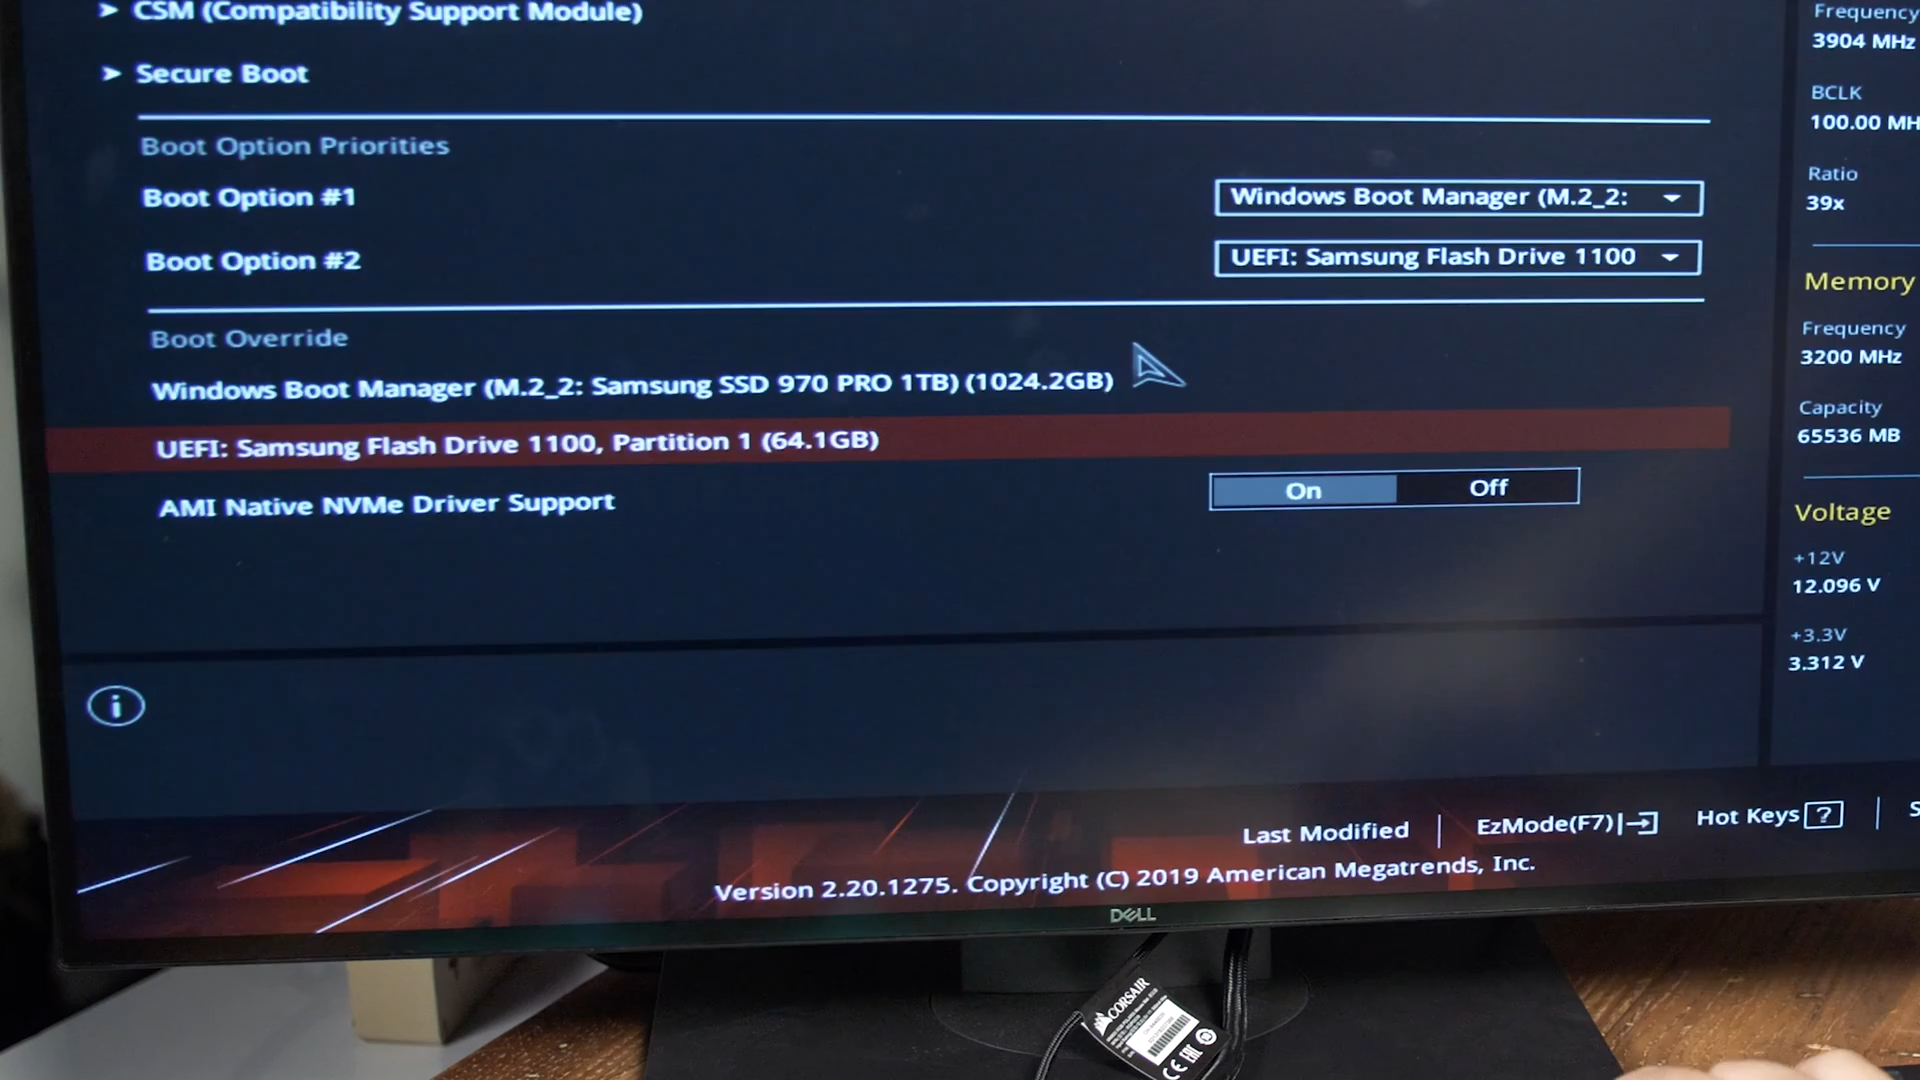 CSM (Compatibility Support Module)
Secure Boot
Boot Option Priorities
Boot Option #1
Windows Boot Manager (M.2_2:
Boot Option #2
UEFI: Samsung Flash Drive 1100
Boot Override
Windows Boot Manager (M.2_2: Samsung SSD 970 PRO 1TB) (1024.2GB)
UEFI: Samsung Flash Drive 1100, Partition 1 (64.1GB)
AMI Native NVMe Driver Support
On
Off
Frequency
3904 MHz
BCLK
100.00 MH
Ratio
39x
Memory
Frequency
3200 MHz
Capacity
65536 MB
Voltage
+12V
12.096 V
+3.3V
3.312 V
i
Last Modified
EzMode(F7)
Hot Keys ?
S
Version 2.20.1275. Copyright (C) 2019 American Megatrends, Inc.
DELL
CORSAIR
CE EAC